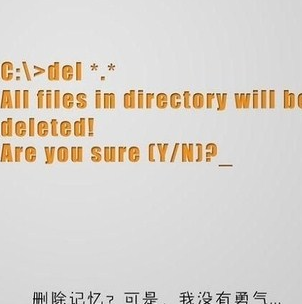 C:\>del *.*
All files in directory will be
deleted!
Are you sure (Y/N)?_
删除记忆？可是，我没有勇气...